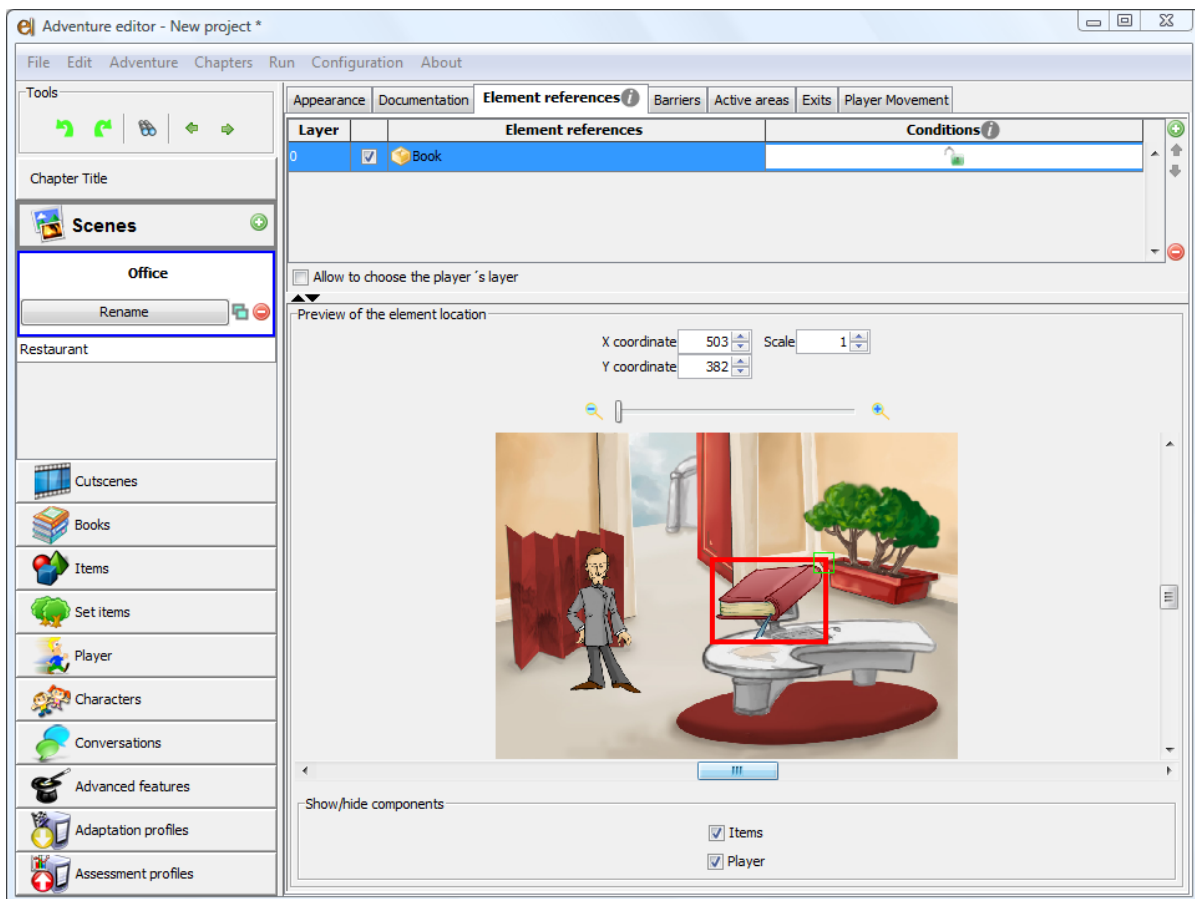 Adventure editor - New project *
File Edit Adventure Chapters Run Configuration About
Tools
Chapter Title
Scenes
Office
Rename
Restaurant
Cutscenes
Books
Items
Set items
Player
Characters
Conversations
Advanced features
Adaptation profiles
Assessment profiles
Appearance Documentation Element references Barriers Active areas Exits Player Movement
Layer Element references Conditions
0 Book
Allow to choose the player ´s layer
Preview of the element location
X coordinate 503 Scale 1
Y coordinate 382
Show/hide components
Items
Player